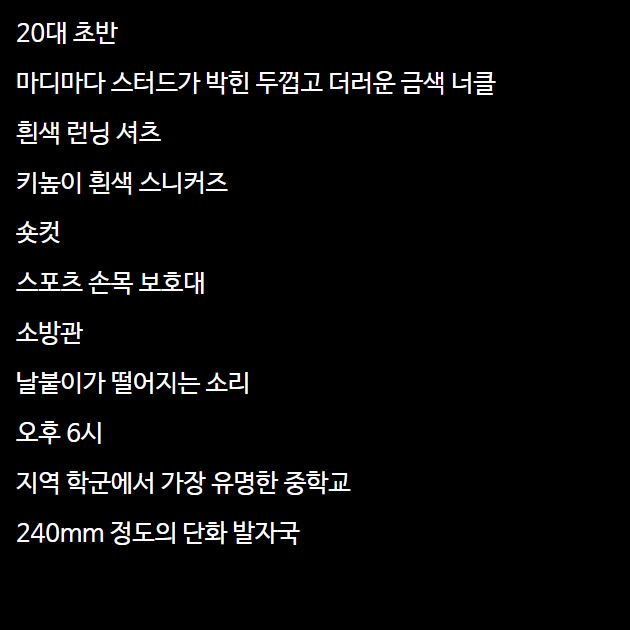 20대 초반
마디마다 스터드가 박힌 두껍고 더러운 금색 너클
흰색 런닝 셔츠
키높이 흰색 스니커즈
숏컷
스포츠 손목 보호대
소방관
날붙이가 떨어지는 소리
오후 6시
지역 학군에서 가장 유명한 중학교
240mm 정도의 단화 발자국